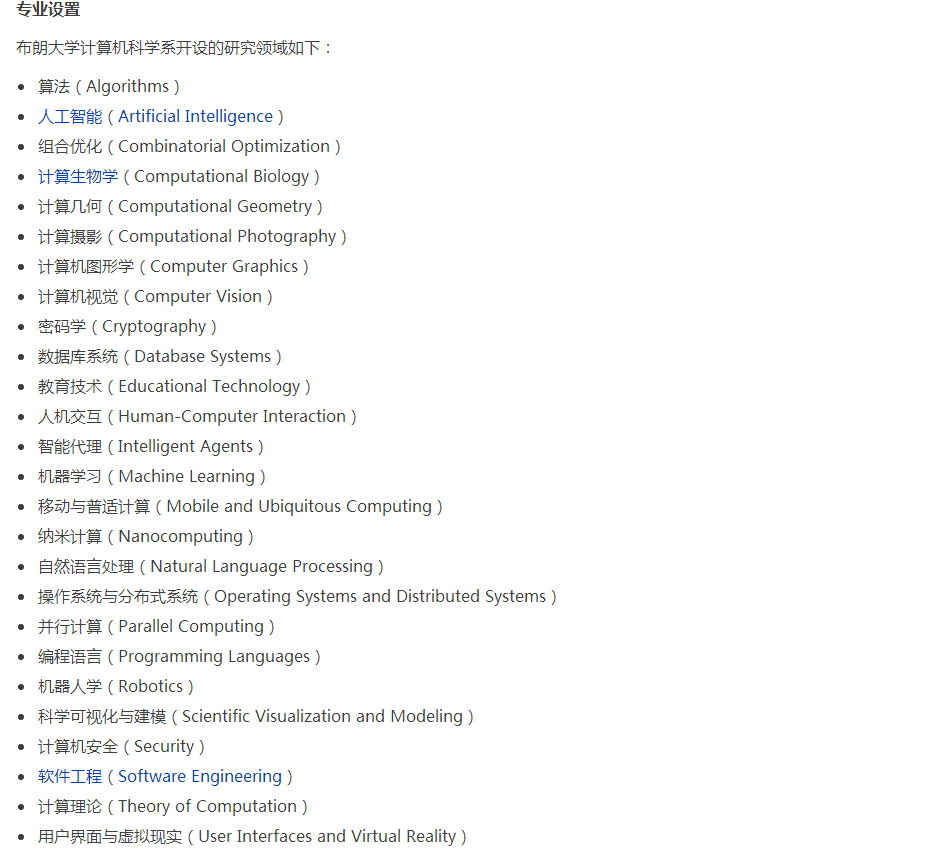 专业设置
布朗大学计算机科学系开设的研究领域如下：
算法（Algorithms）
人工智能（Artificial Intelligence）
组合优化（Combinatorial Optimization）
计算生物学（Computational Biology）
计算几何（Computational Geometry）
计算摄影（Computational Photography）
计算机图形学（Computer Graphics）
计算机视觉（Computer Vision）
密码学（Cryptography）
数据库系统（Database Systems）
教育技术（Educational Technology）
人机交互（Human-Computer Interaction）
智能代理（Intelligent Agents）
机器学习（Machine Learning）
移动与普适计算（Mobile and Ubiquitous Computing）
纳米计算（Nanocomputing）
自然语言处理（Natural Language Processing）
操作系统与分布式系统（Operating Systems and Distributed Systems）
并行计算（Parallel Computing）
编程语言（Programming Languages）
机器人学（Robotics）
科学可视化与建模（Scientific Visualization and Modeling）
计算机安全（Security）
软件工程（Software Engineering）
计算理论（Theory of Computation）
用户界面与虚拟现实（User Interfaces and Virtual Reality）